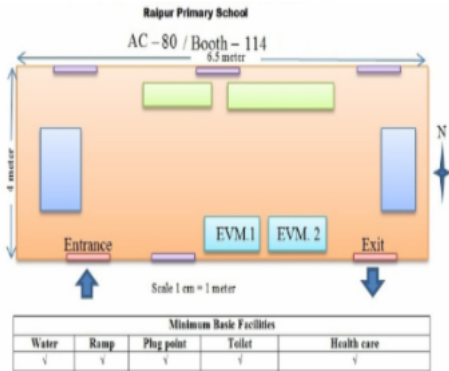 Raipur Primary School
AC – 80 / Booth – 114
6.5 meter
4 meter
N
EVM.1 EVM. 2
Entrance Exit
Scale 1 cm = 1 meter
Minimum Basic Facilities
Water Ramp Plug point Toilet Health care
√ √ √ √ √